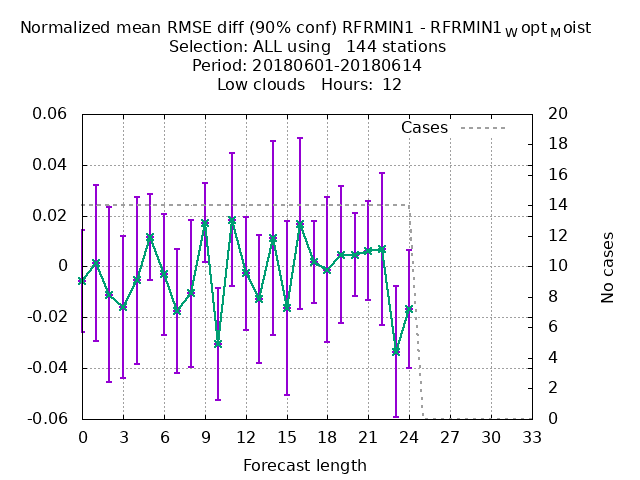 Normalized mean RMSE diff (90% conf) RFRMIN1 - RFRMIN1WoptMoist
Selection: ALL using 144 stations
Period: 20180601-20180614
Low clouds Hours: 12
Cases
0.06
0.04
0.02
0
-0.02
-0.04
-0.06
20
18
16
14
12
10
8
6
4
2
0
No cases
0 3 6 9 12 15 18 21 24 27 30 33
Forecast length